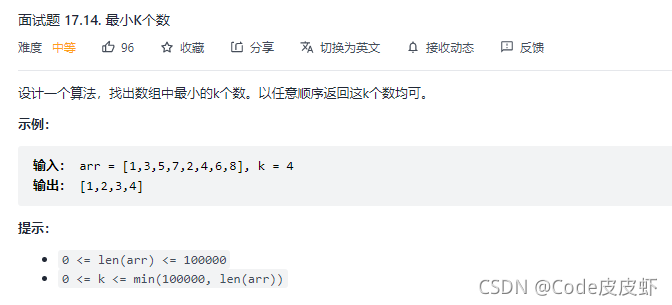 面试题 17.14. 最小K个数
难度 中等 96 收藏 分享 切换为英文 接收动态 反馈
设计一个算法，找出数组中最小的k个数。以任意顺序返回这k个数均可。
示例：
输入： arr = [1,3,5,7,2,4,6,8], k = 4
输出： [1,2,3,4]
提示：
0 <= len(arr) <= 100000
0 <= k <= min(100000, len(arr))
CSDN @Code皮皮虾